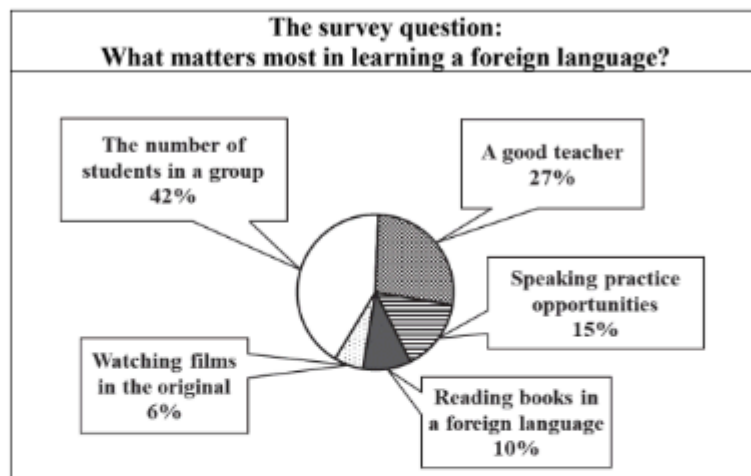 The survey question:
What matters most in learning a foreign language?
The number of
students in a group
42%
A good teacher
27%
Speaking practice
opportunities
15%
Watching films
in the original
6%
Reading books in
a foreign language
10%